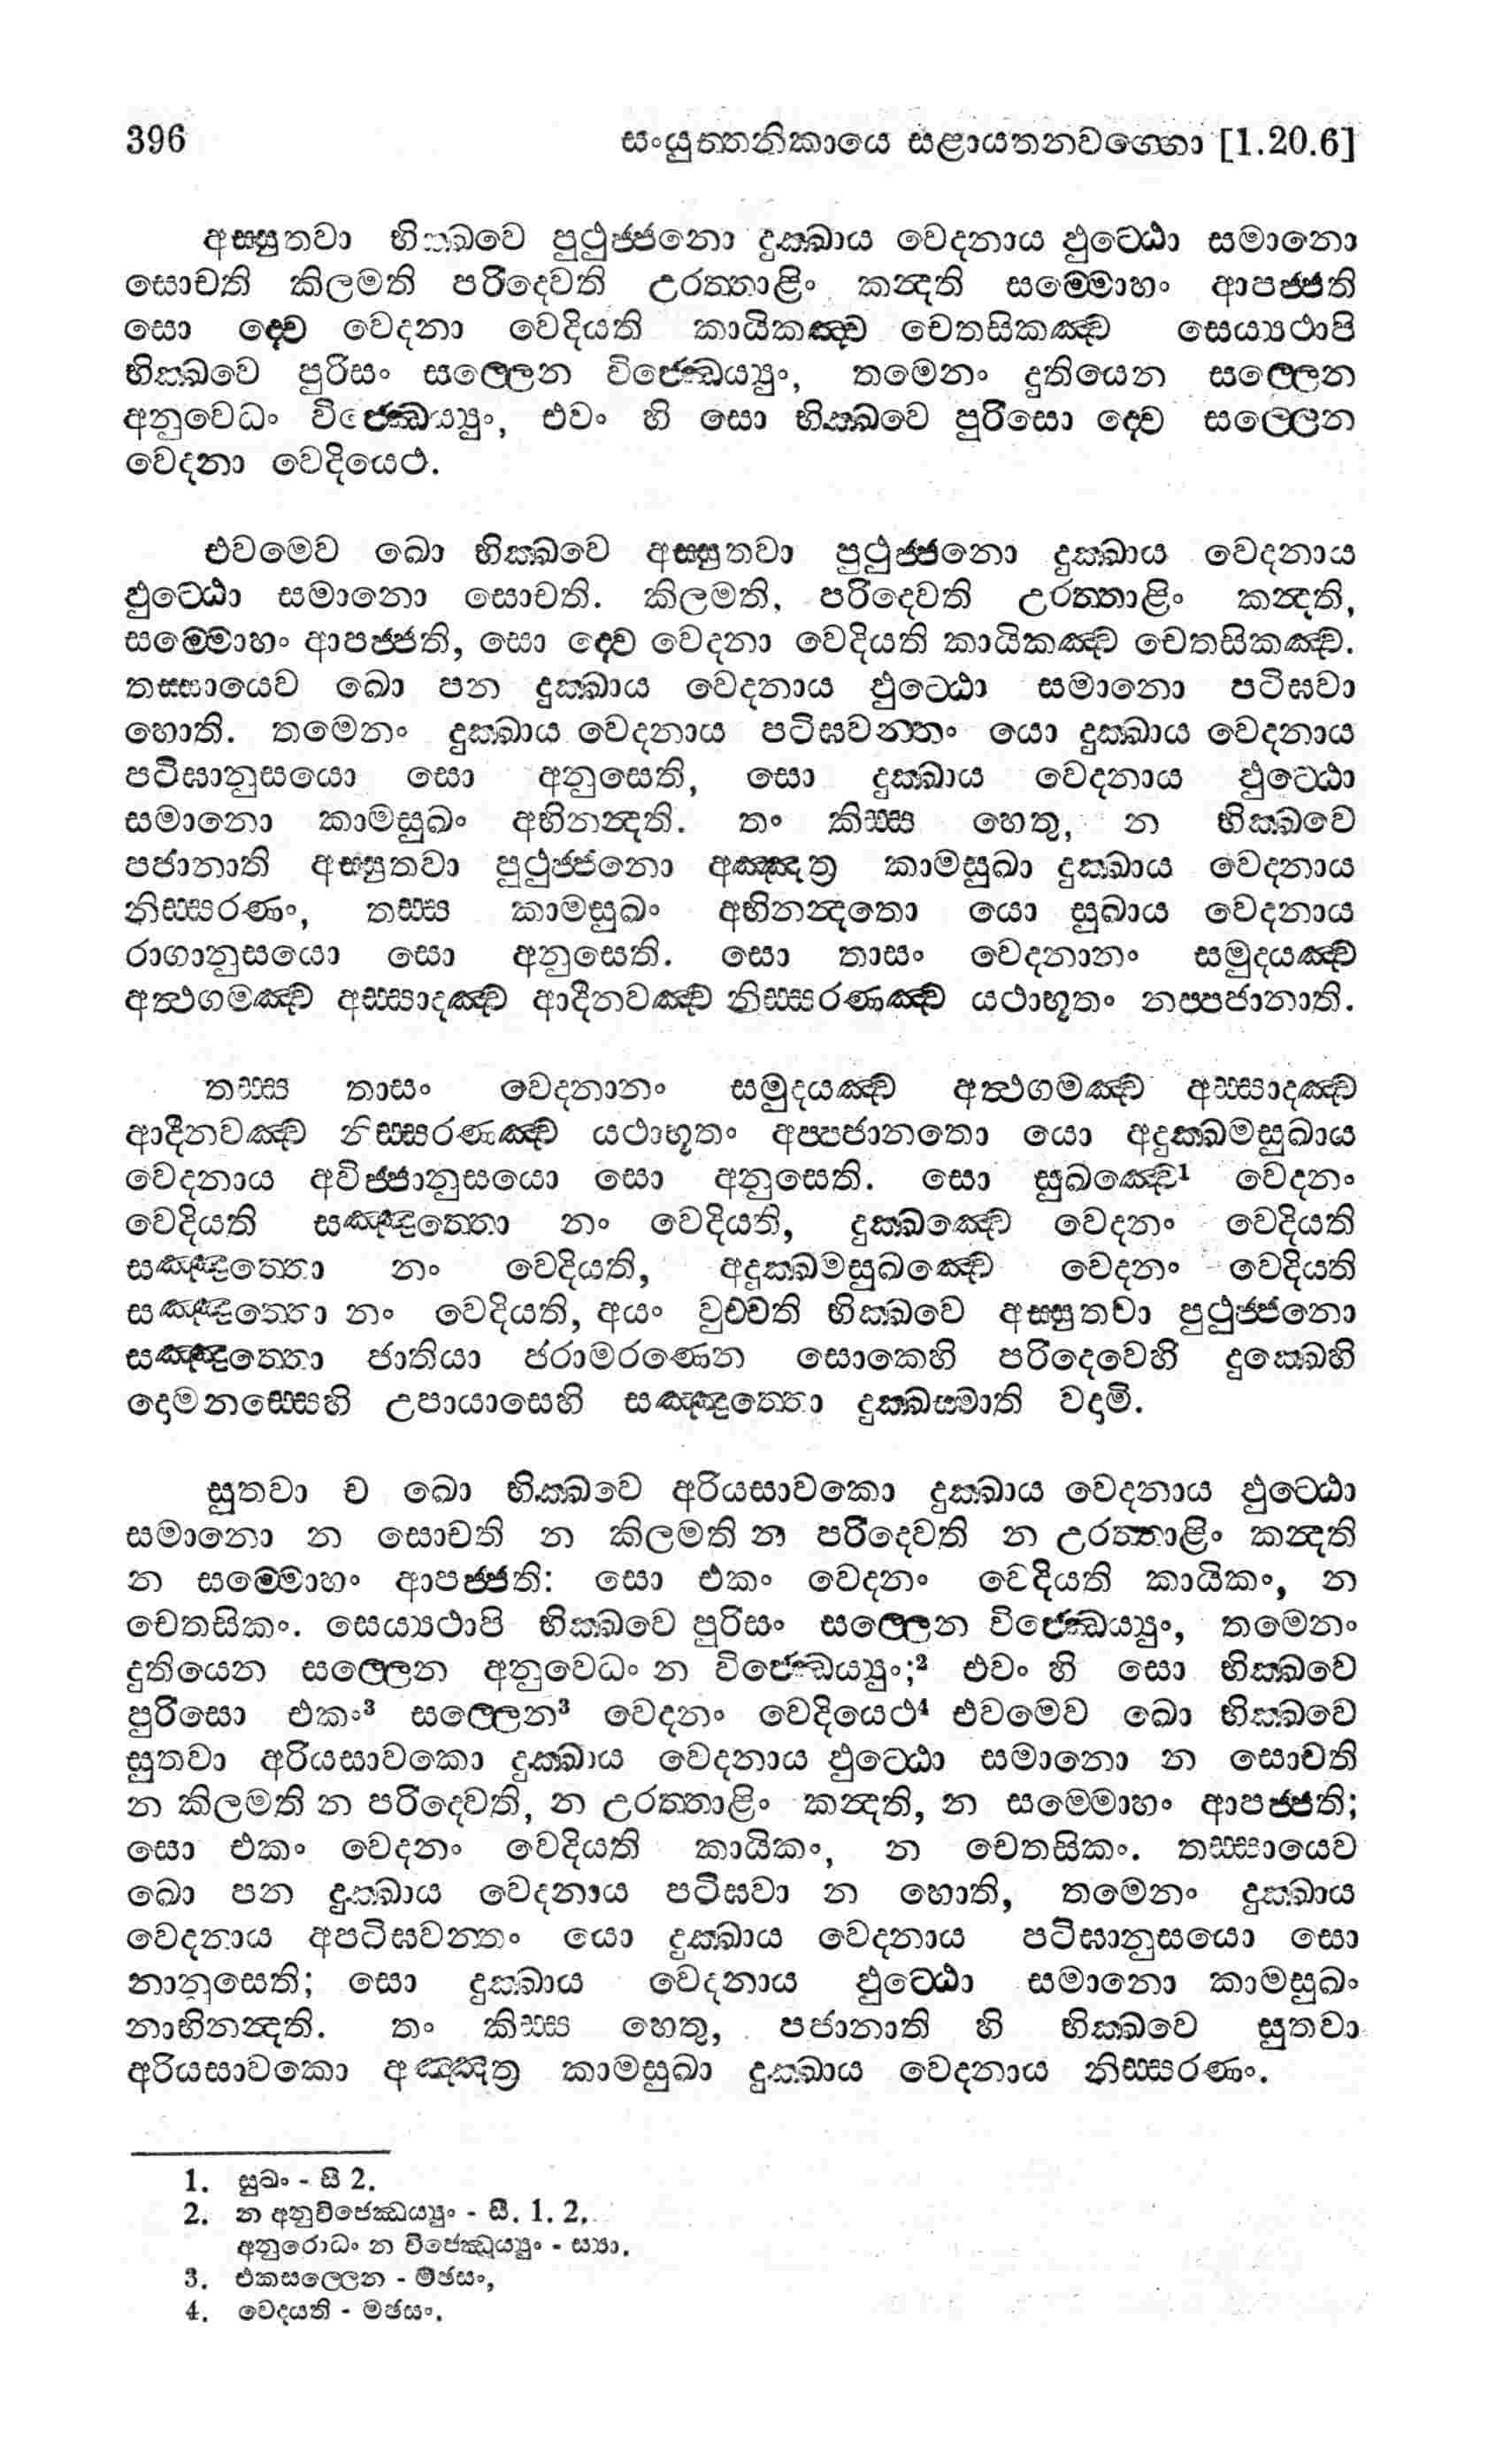 396 සංයුත්තනිකායෙ සළායතනවග්ගො [1.20.6]
අස්සුතවා භික්ඛවෙ පුථුජ්ජනො දුක්ඛාය වෙදනාය ඵුට්ඨො සමානො
සොචති කිලමති පරිදෙවති උරත්තාළිං කන්දති සම්මොහං ආපජ්ජති
සො ද්වෙ වෙදනා වෙදියති කායිකඤ්ච චෙතසිකඤ්ච සෙය්‍යථාපි
භික්ඛවෙ පුරිසං සල්ලෙන විජ්ඣෙය්‍යුං, තමෙනං දුතියෙන සල්ලෙන
අනුවෙධං විජ්ඣෙය්‍යුං, එවං හි සො භික්ඛවෙ පුරිසො ද්වෙ සල්ලෙන
වෙදනා වෙදියෙථ.
එවමෙව ඛො භික්ඛවෙ අස්සුතවා පුථුජ්ජනො දුක්ඛාය වෙදනාය
ඵුට්ඨො සමානො සොචති. කිලමති, පරිදෙවති උරත්තාළිං කන්දති,
සම්මොහං ආපජ්ජති, සො ද්වෙ වෙදනා වෙදියති කායිකඤ්ච චෙතසිකඤ්ච.
තස්සායෙව ඛො පන දුක්ඛාය වෙදනාය ඵුට්ඨො සමානො පටිඝවා
හොති. තමෙනං දුක්ඛාය වෙදනාය පටිඝවන්තං යො දුක්ඛාය වෙදනාය
පටිඝානුසයො සො අනුසෙති, සො දුක්ඛාය වෙදනාය ඵුට්ඨො
සමානො කාමසුඛං අභිනන්දති. තං කිස්ස හෙතු, න භික්ඛවෙ
පජානාති අස්සුතවා පුථුජ්ජනො අඤ්ඤත්‍ර කාමසුඛා දුක්ඛාය වෙදනාය
නිස්සරණං, තස්ස කාමසුඛං අභිනන්දතො යො සුඛාය වෙදනාය
රාගානුසයො සො අනුසෙති. සො තාසං වෙදනානං සමුදයඤ්ච
අත්ථගමඤ්ච අස්සාදඤ්ච ආදීනවඤ්ච නිස්සරණඤ්ච යථාභූතං නප්පජානාති.
තස්ස තාසං වෙදනානං සමුදයඤ්ච අත්ථගමඤ්ච අස්සාදඤ්ච
ආදීනවඤ්ච නිස්සරණඤ්ච යථාභූතං අප්පජානතො යො අදුක්ඛමසුඛාය
වෙදනාය අවිජ්ජානුසයො සො අනුසෙති. සො සුඛඤ්චෙ¹ වෙදනං
වෙදියති සඤ්ඤුත්තො නං වෙදියති, දුක්ඛඤ්චෙ වෙදනං වෙදියති
සඤ්ඤුත්තො නං වෙදියති, අදුක්ඛමසුඛඤ්චෙ වෙදනං වෙදියති
සඤ්ඤුත්තො නං වෙදියති, අයං වුච්චති භික්ඛවෙ අස්සුතවා පුථුජ්ජනො
සඤ්ඤුත්තො ජාතියා ජරාමරණෙන සොකෙහි පරිදෙවෙහි දුක්ඛෙහි
දොමනස්සෙහි උපායාසෙහි සඤ්ඤුත්තො දුක්ඛස්මාති වදාමි.
සුතවා ච ඛො භික්ඛවෙ අරියසාවකො දුක්ඛාය වෙදනාය ඵුට්ඨො
සමානො න සොචති න කිලමති න පරිදෙවති න උරත්තාළිං කන්දති
න සම්මොහං ආපජ්ජති: සො එකං වෙදනං වෙදියති කායිකං, න
චෙතසිකං. සෙය්‍යථාපි භික්ඛවෙ පුරිසං සල්ලෙන විජ්ඣෙය්‍යුං, තමෙනං
දුතියෙන සල්ලෙන අනුවෙධං න විජ්ඣෙය්‍යුං;² එවං හි සො භික්ඛවෙ
පුරිසො එකං³ සල්ලෙන³ වෙදනං වෙදියෙථ⁴ එවමෙව ඛො භික්ඛවෙ
සුතවා අරියසාවකො දුක්ඛාය වෙදනාය ඵුට්ඨො සමානො න සොචති
න කිලමති න පරිදෙවති, න උරත්තාළිං කන්දති, න සම්මොහං ආපජ්ජති;
සො එකං වෙදනං වෙදියති කායිකං, න චෙතසිකං. තස්සායෙව
ඛො පන දුක්ඛාය වෙදනාය පටිඝවා න හොති, තමෙනං දුක්ඛාය
වෙදනාය අපටිඝවන්තං යො දුක්ඛාය වෙදනාය පටිඝානුසයො සො
නානුසෙති; සො දුක්ඛාය වෙදනාය ඵුට්ඨො සමානො කාමසුඛං
නාභිනන්දති. තං කිස්ස හෙතු, පජානාති හි භික්ඛවෙ සුතවා
අරියසාවකො අඤ්ඤත්‍ර කාමසුඛා දුක්ඛාය වෙදනාය නිස්සරණං.
1. සුඛං - සී 2.
2. න අනුවිජෙඣය්‍යුං - සී. 1. 2.
අනුරොධං න විජෙඣය්‍යුං - ස්‍යා.
3. එකසල්ලෙන - මඡසං,
4. වෙදයති - මඡසං.